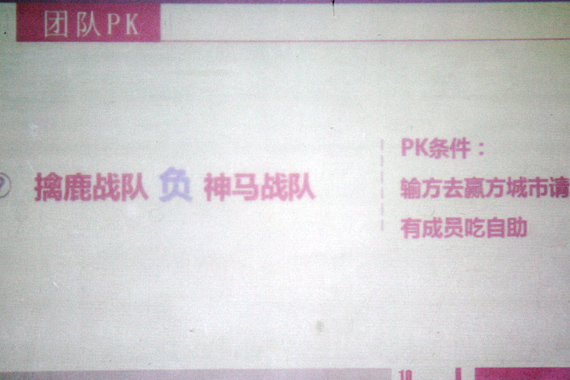 团队PK
擒鹿战队 负 神马战队
PK条件：
输方去赢方城市请
有成员吃自助